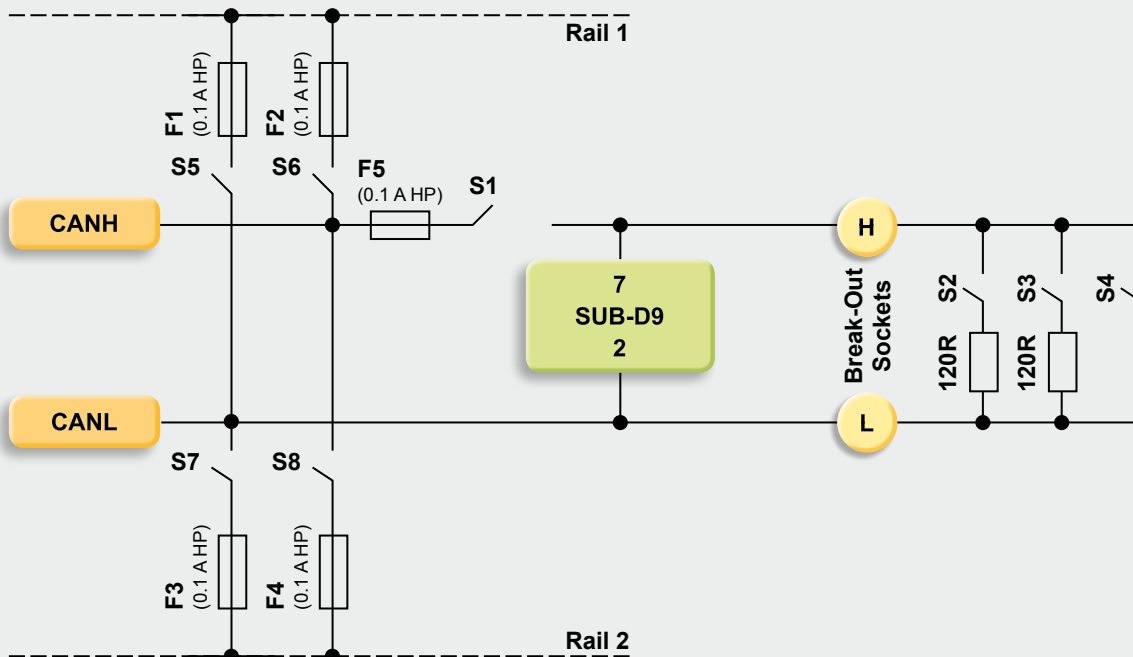 Rail 1
F1
(0.1 A HP)
F2
(0.1 A HP)
S5
S6
F5
(0.1 A HP)
S1
CANH
H
7
SUB-D9
2
Break-Out
Sockets
S2
S3
S4
120R
120R
CANL
L
S7
S8
F3
(0.1 A HP)
F4
(0.1 A HP)
Rail 2